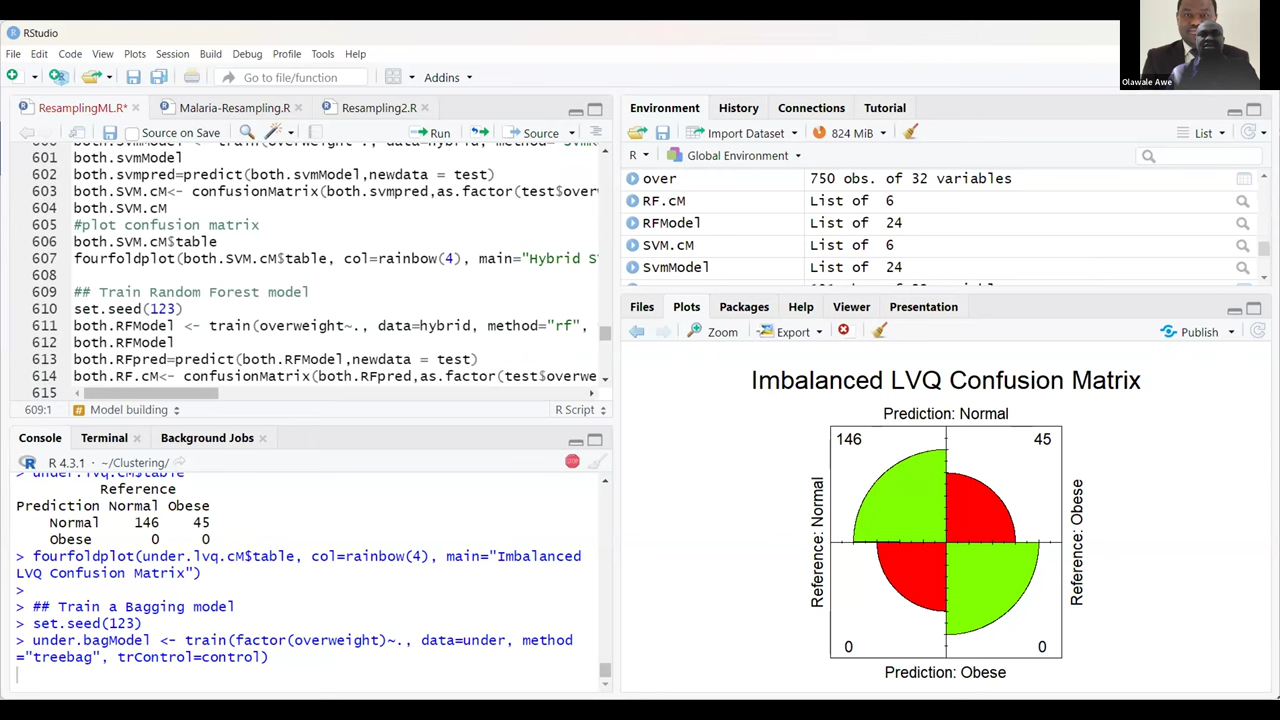 RStudio
File Edit Code View Plots Session Build Debug Profile Tools Help
Go to file/function Addins
Olawale Awe
ResamplingML.R* Malaria-Resampling.R Resampling2.R
Source on Save Run Source
601 both.svmModel
602 both.svmpred=predict(both.svmModel,newdata = test)
603 both.SVM.cM<- confusionMatrix(both.svmpred,as.factor(test$overw
604 both.SVM.cM
605 #plot confusion matrix
606 both.SVM.cM$table
607 fourfoldplot(both.SVM.cM$table, col=rainbow(4), main="Hybrid S
608
609 ## Train Random Forest model
610 set.seed(123)
611 both.RFModel <- train(overweight~., data=hybrid, method="rf",
612 both.RFModel
613 both.RFpred=predict(both.RFModel,newdata = test)
614 both.RF.cM<- confusionMatrix(both.RFpred,as.factor(test$overwe
615
609:1 # Model building R Script
Console Terminal Background Jobs
R 4.3.1 · ~/Clustering/
> under.lvq.cM$table
Reference
Prediction Normal Obese
Normal 146 45
Obese 0 0
> fourfoldplot(under.lvq.cM$table, col=rainbow(4), main="Imbalanced
LVQ Confusion Matrix")
>
> ## Train a Bagging model
> set.seed(123)
> under.bagModel <- train(factor(overweight)~., data=under, method
="treebag", trControl=control)
Environment History Connections Tutorial
Import Dataset 824 MiB List
R Global Environment
over 750 obs. of 32 variables
RF.cM List of 6
RFModel List of 24
SVM.cM List of 6
SvmModel List of 24
Files Plots Packages Help Viewer Presentation
Zoom Export Publish
Imbalanced LVQ Confusion Matrix
Prediction: Normal
146 45
Reference: Normal
Reference: Obese
0 0
Prediction: Obese